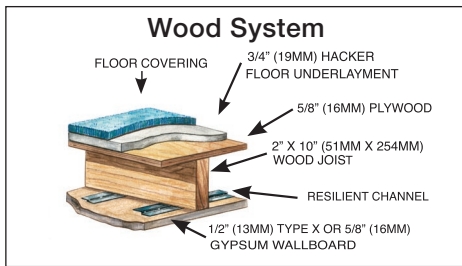 Wood System
FLOOR COVERING
3/4" (19MM) HACKER
FLOOR UNDERLAYMENT
5/8" (16MM) PLYWOOD
2" X 10" (51MM X 254MM)
WOOD JOIST
RESILIENT CHANNEL
1/2" (13MM) TYPE X OR 5/8" (16MM)
GYPSUM WALLBOARD